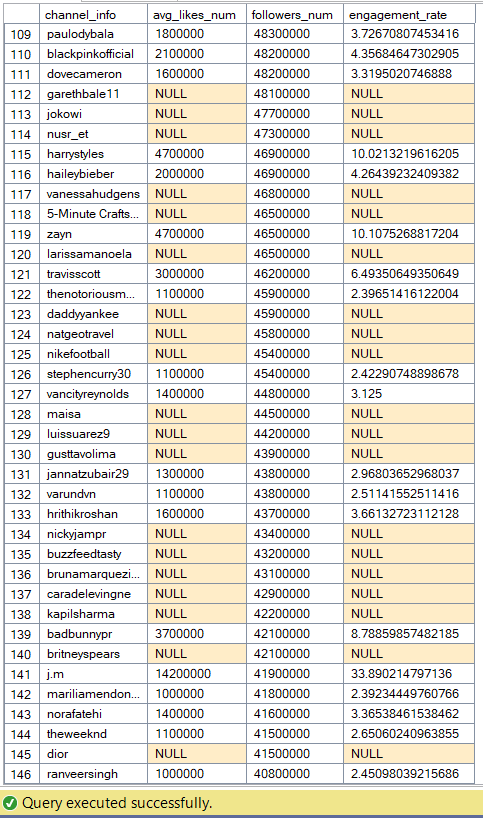 channel_info avg_likes_num followers_num engagement_rate
109 paulodybala 1800000 48300000 3.72670807453416
110 blackpinkofficial 2100000 48200000 4.35684647302905
111 dovecameron 1600000 48200000 3.3195020746888
112 garethbale11 NULL 48100000 NULL
113 jokowi NULL 47700000 NULL
114 nusr_et NULL 47300000 NULL
115 harrystyles 4700000 46900000 10.0213219616205
116 haileybieber 2000000 46900000 4.26439232409382
117 vanessahudgens NULL 46800000 NULL
118 5-Minute Crafts... NULL 46500000 NULL
119 zayn 4700000 46500000 10.1075268817204
120 larissamanoela NULL 46500000 NULL
121 travisscott 3000000 46200000 6.49350649350649
122 thenotoriousm... 1100000 45900000 2.39651416122004
123 daddyyankee NULL 45900000 NULL
124 natgeotravel NULL 45800000 NULL
125 nikefootball NULL 45400000 NULL
126 stephencurry30 1100000 45400000 2.42290748898678
127 vancityreynolds 1400000 44800000 3.125
128 maisa NULL 44500000 NULL
129 luissuarez9 NULL 44200000 NULL
130 gusttavolima NULL 43900000 NULL
131 jannatzubair29 1300000 43800000 2.96803652968037
132 varundvn 1100000 43800000 2.51141552511416
133 hrithikroshan 1600000 43700000 3.66132723112128
134 nickyjampr NULL 43400000 NULL
135 buzzfeedtasty NULL 43200000 NULL
136 brunamarquezi... NULL 43100000 NULL
137 caradelevingne NULL 42900000 NULL
138 kapilsharma NULL 42200000 NULL
139 badbunnypr 3700000 42100000 8.78859857482185
140 britneyspears NULL 42100000 NULL
141 j.m 14200000 41900000 33.890214797136
142 mariliamendon... 1000000 41800000 2.39234449760766
143 norafatehi 1400000 41600000 3.36538461538462
144 theweeknd 1100000 41500000 2.65060240963855
145 dior NULL 41500000 NULL
146 ranveersingh 1000000 40800000 2.45098039215686
Query executed successfully.